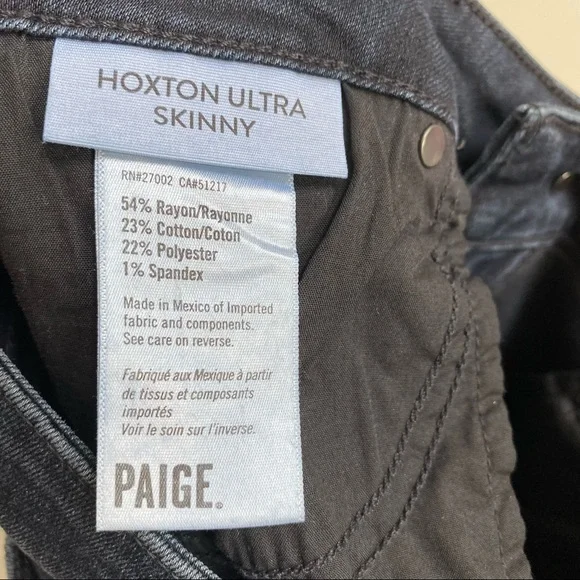 HOXTON ULTRA
SKINNY
RN#27002 CA#51217
54% Rayon/Rayonne
23% Cotton/Coton
22% Polyester
1% Spandex
Made in Mexico of Imported
fabric and components.
See care on reverse.
Fabriqué aux Mexique à partir
de tissus et composants
importés
Voir le soin sur l'inverse.
PAIGE